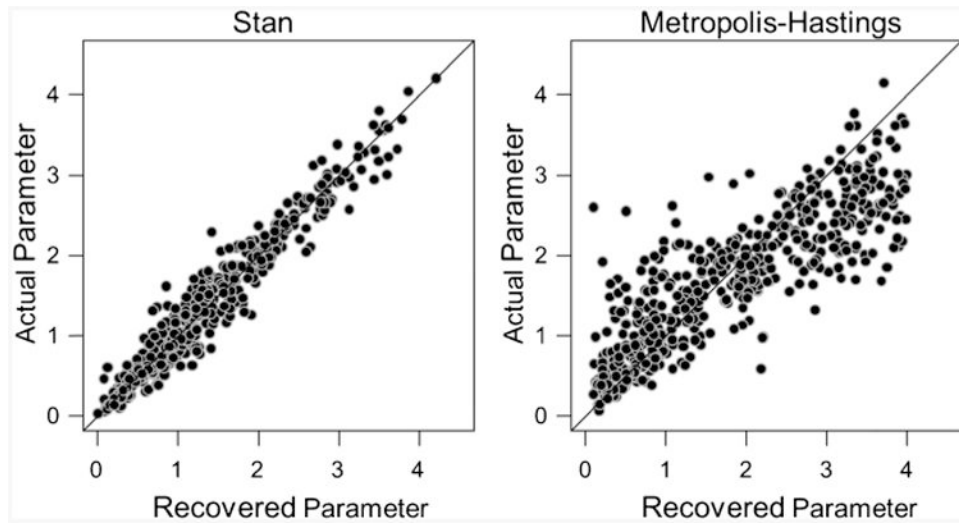 Stan
Metropolis-Hastings
Actual Parameter
4
3
2
1
0
0 1 2 3 4
Recovered Parameter
Actual Parameter
4
3
2
1
0
0 1 2 3 4
Recovered Parameter